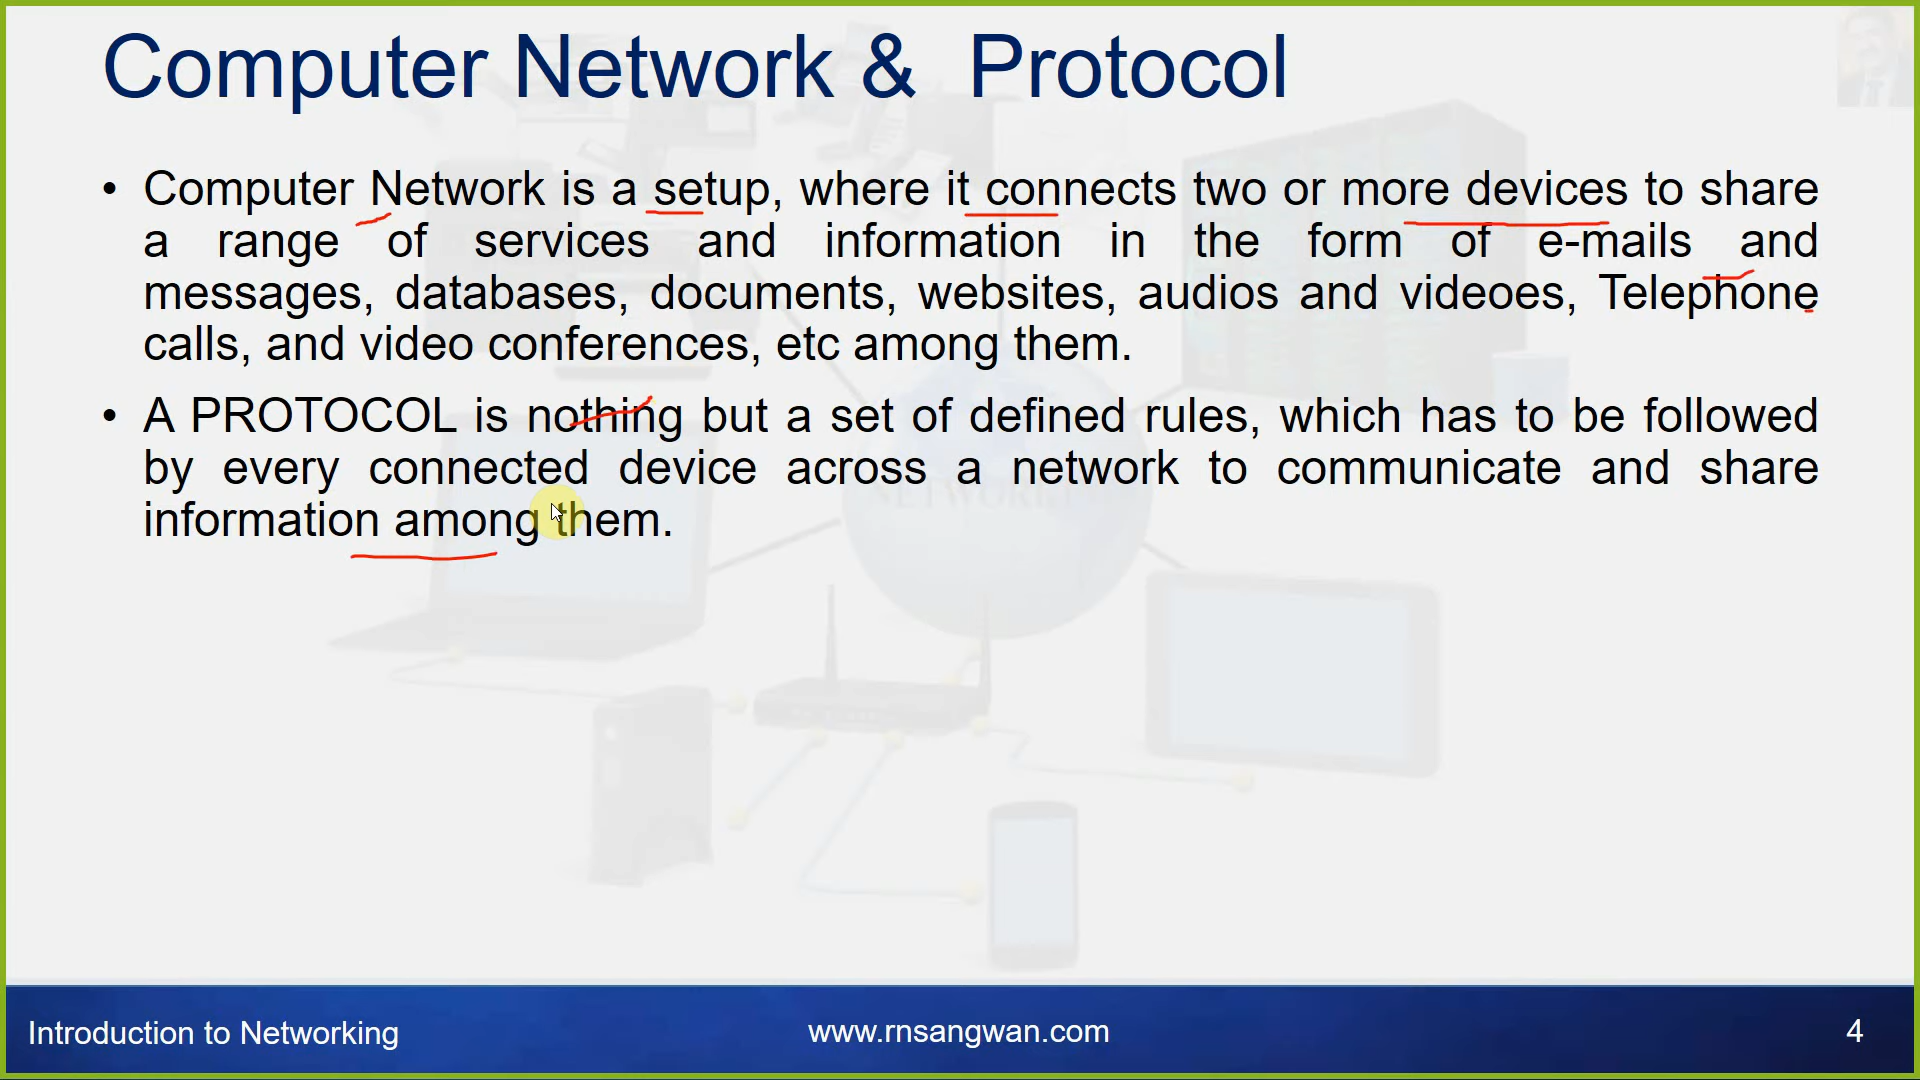 Computer Network & Protocol
• Computer Network is a setup, where it connects two or more devices to share
a range of services and information in the form of e-mails and
messages, databases, documents, websites, audios and videoes, Telephone
calls, and video conferences, etc among them.
• A PROTOCOL is nothing but a set of defined rules, which has to be followed
by every connected device across a network to communicate and share
information among them.
Introduction to Networking
www.rnsangwan.com
4